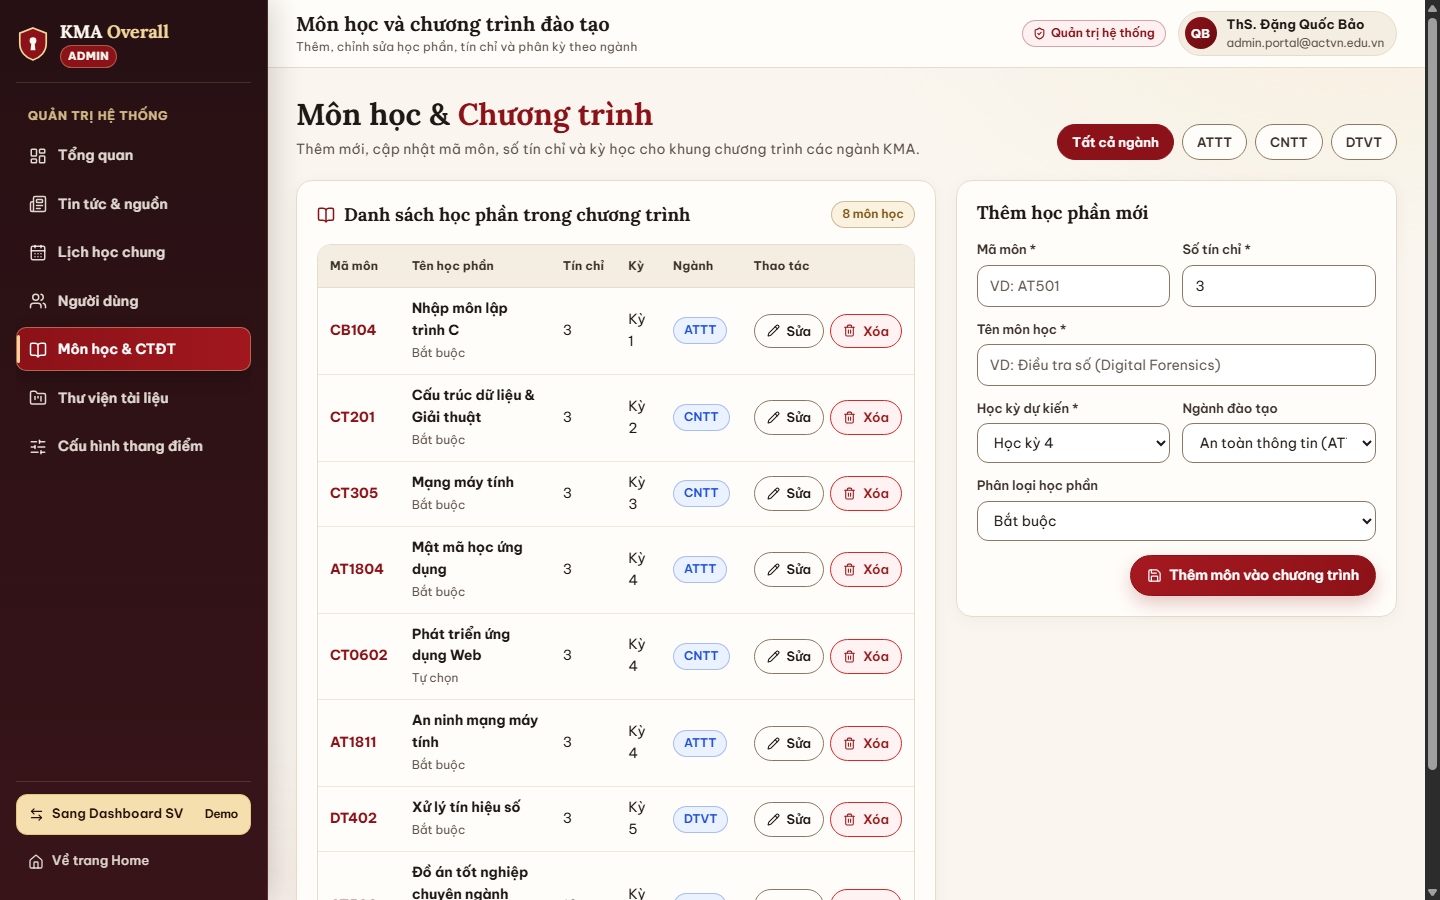 KMA Overall
ADMIN
QUẢN TRỊ HỆ THỐNG
Tổng quan
Tin tức & nguồn
Lịch học chung
Người dùng
Môn học & CTĐT
Thư viện tài liệu
Cấu hình thang điểm
Sang Dashboard SV Demo
Về trang Home
Môn học và chương trình đào tạo
Thêm, chỉnh sửa học phần, tín chỉ và phân kỳ theo ngành
Quản trị hệ thống
QB
ThS. Đặng Quốc Bảo
admin.portal@actvn.edu.vn
Môn học & Chương trình
Thêm mới, cập nhật mã môn, số tín chỉ và kỳ học cho khung chương trình các ngành KMA.
Tất cả ngành
ATTT
CNTT
DTVT
Danh sách học phần trong chương trình
8 môn học
Mã môn Tên học phần Tín chỉ Kỳ Ngành Thao tác
CB104
Nhập môn lập
trình C
Bắt buộc
3
Kỳ
1
ATTT
Sửa
Xóa
CT201
Cấu trúc dữ liệu &
Giải thuật
Bắt buộc
3
Kỳ
2
CNTT
Sửa
Xóa
CT305
Mạng máy tính
Bắt buộc
3
Kỳ
3
CNTT
Sửa
Xóa
AT1804
Mật mã học ứng
dụng
Bắt buộc
3
Kỳ
4
ATTT
Sửa
Xóa
CT0602
Phát triển ứng
dụng Web
Tự chọn
3
Kỳ
4
CNTT
Sửa
Xóa
AT1811
An ninh mạng máy
tính
Bắt buộc
3
Kỳ
4
ATTT
Sửa
Xóa
DT402
Xử lý tín hiệu số
Bắt buộc
3
Kỳ
5
DTVT
Sửa
Xóa
Đồ án tốt nghiệp
chuyên ngành
Kỳ
Thêm học phần mới
Mã môn *
VD: AT501
Số tín chỉ *
3
Tên môn học *
VD: Điều tra số (Digital Forensics)
Học kỳ dự kiến *
Học kỳ 4
Ngành đào tạo
An toàn thông tin (AT
Phân loại học phần
Bắt buộc
Thêm môn vào chương trình